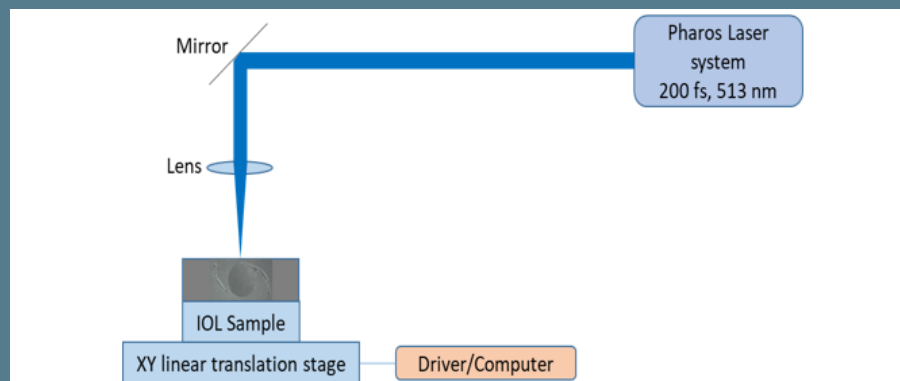 Mirror
Pharos Laser
system
200 fs, 513 nm
Lens
IOL Sample
XY linear translation stage
Driver/Computer